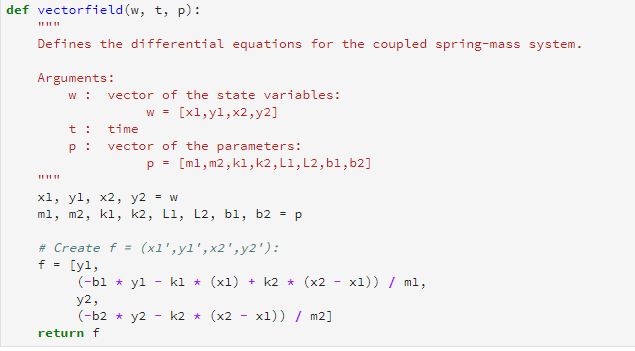 def vectorfield(w, t, p):
"""
Defines the differential equations for the coupled spring-mass system.
Arguments:
w :  vector of the state variables:
w = [x1,y1,x2,y2]
t :  time
p :  vector of the parameters:
p = [m1,m2,k1,k2,L1,L2,b1,b2]
"""
x1, y1, x2, y2 = w
m1, m2, k1, k2, L1, L2, b1, b2 = p
# Create f = (x1',y1',x2',y2'):
f = [y1,
(-b1 * y1 - k1 * (x1) + k2 * (x2 - x1)) / m1,
y2,
(-b2 * y2 - k2 * (x2 - x1)) / m2]
return f